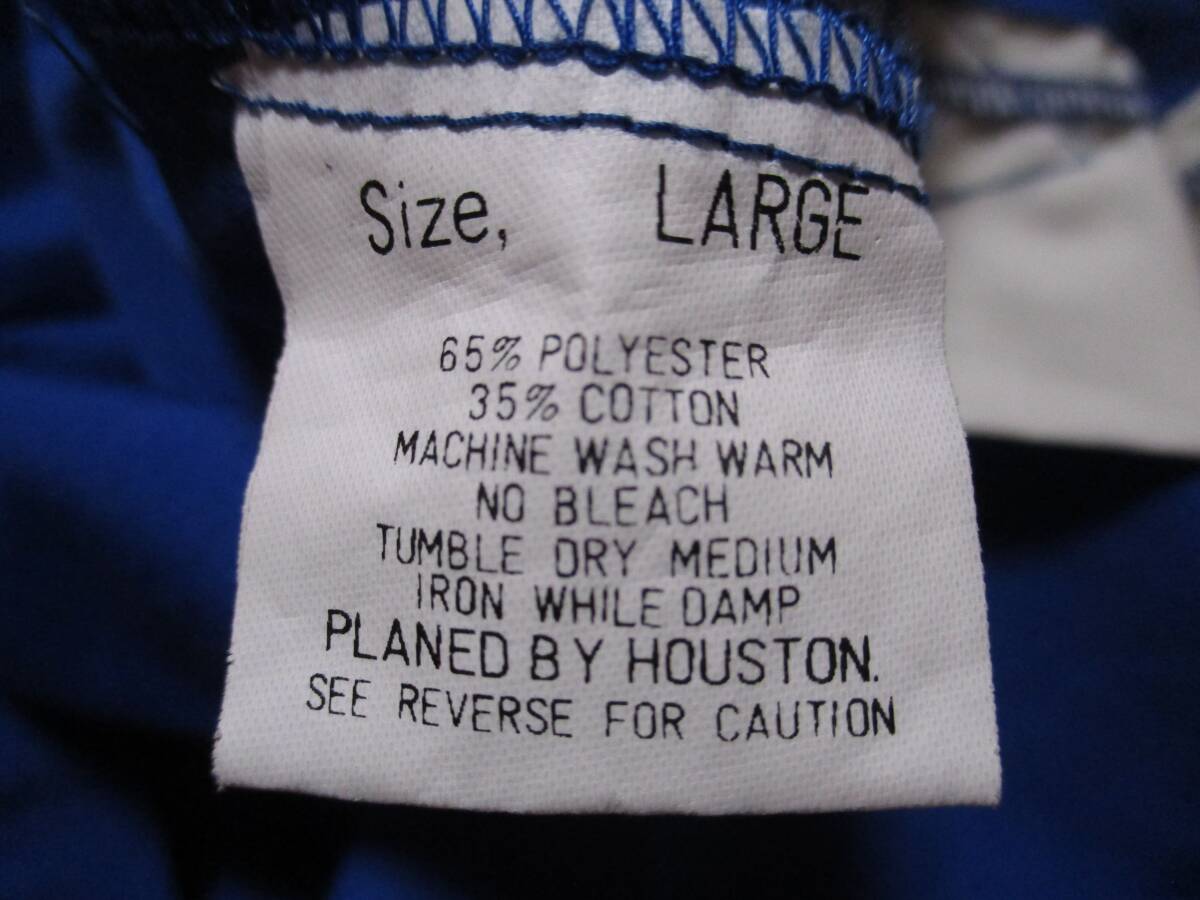 Size, LARGE
65% POLYESTER
35% COTTON
MACHINE WASH WARM
NO BLEACH
TUMBLE DRY MEDIUM
IRON WHILE DAMP
PLANED BY HOUSTON.
SEE REVERSE FOR CAUTION